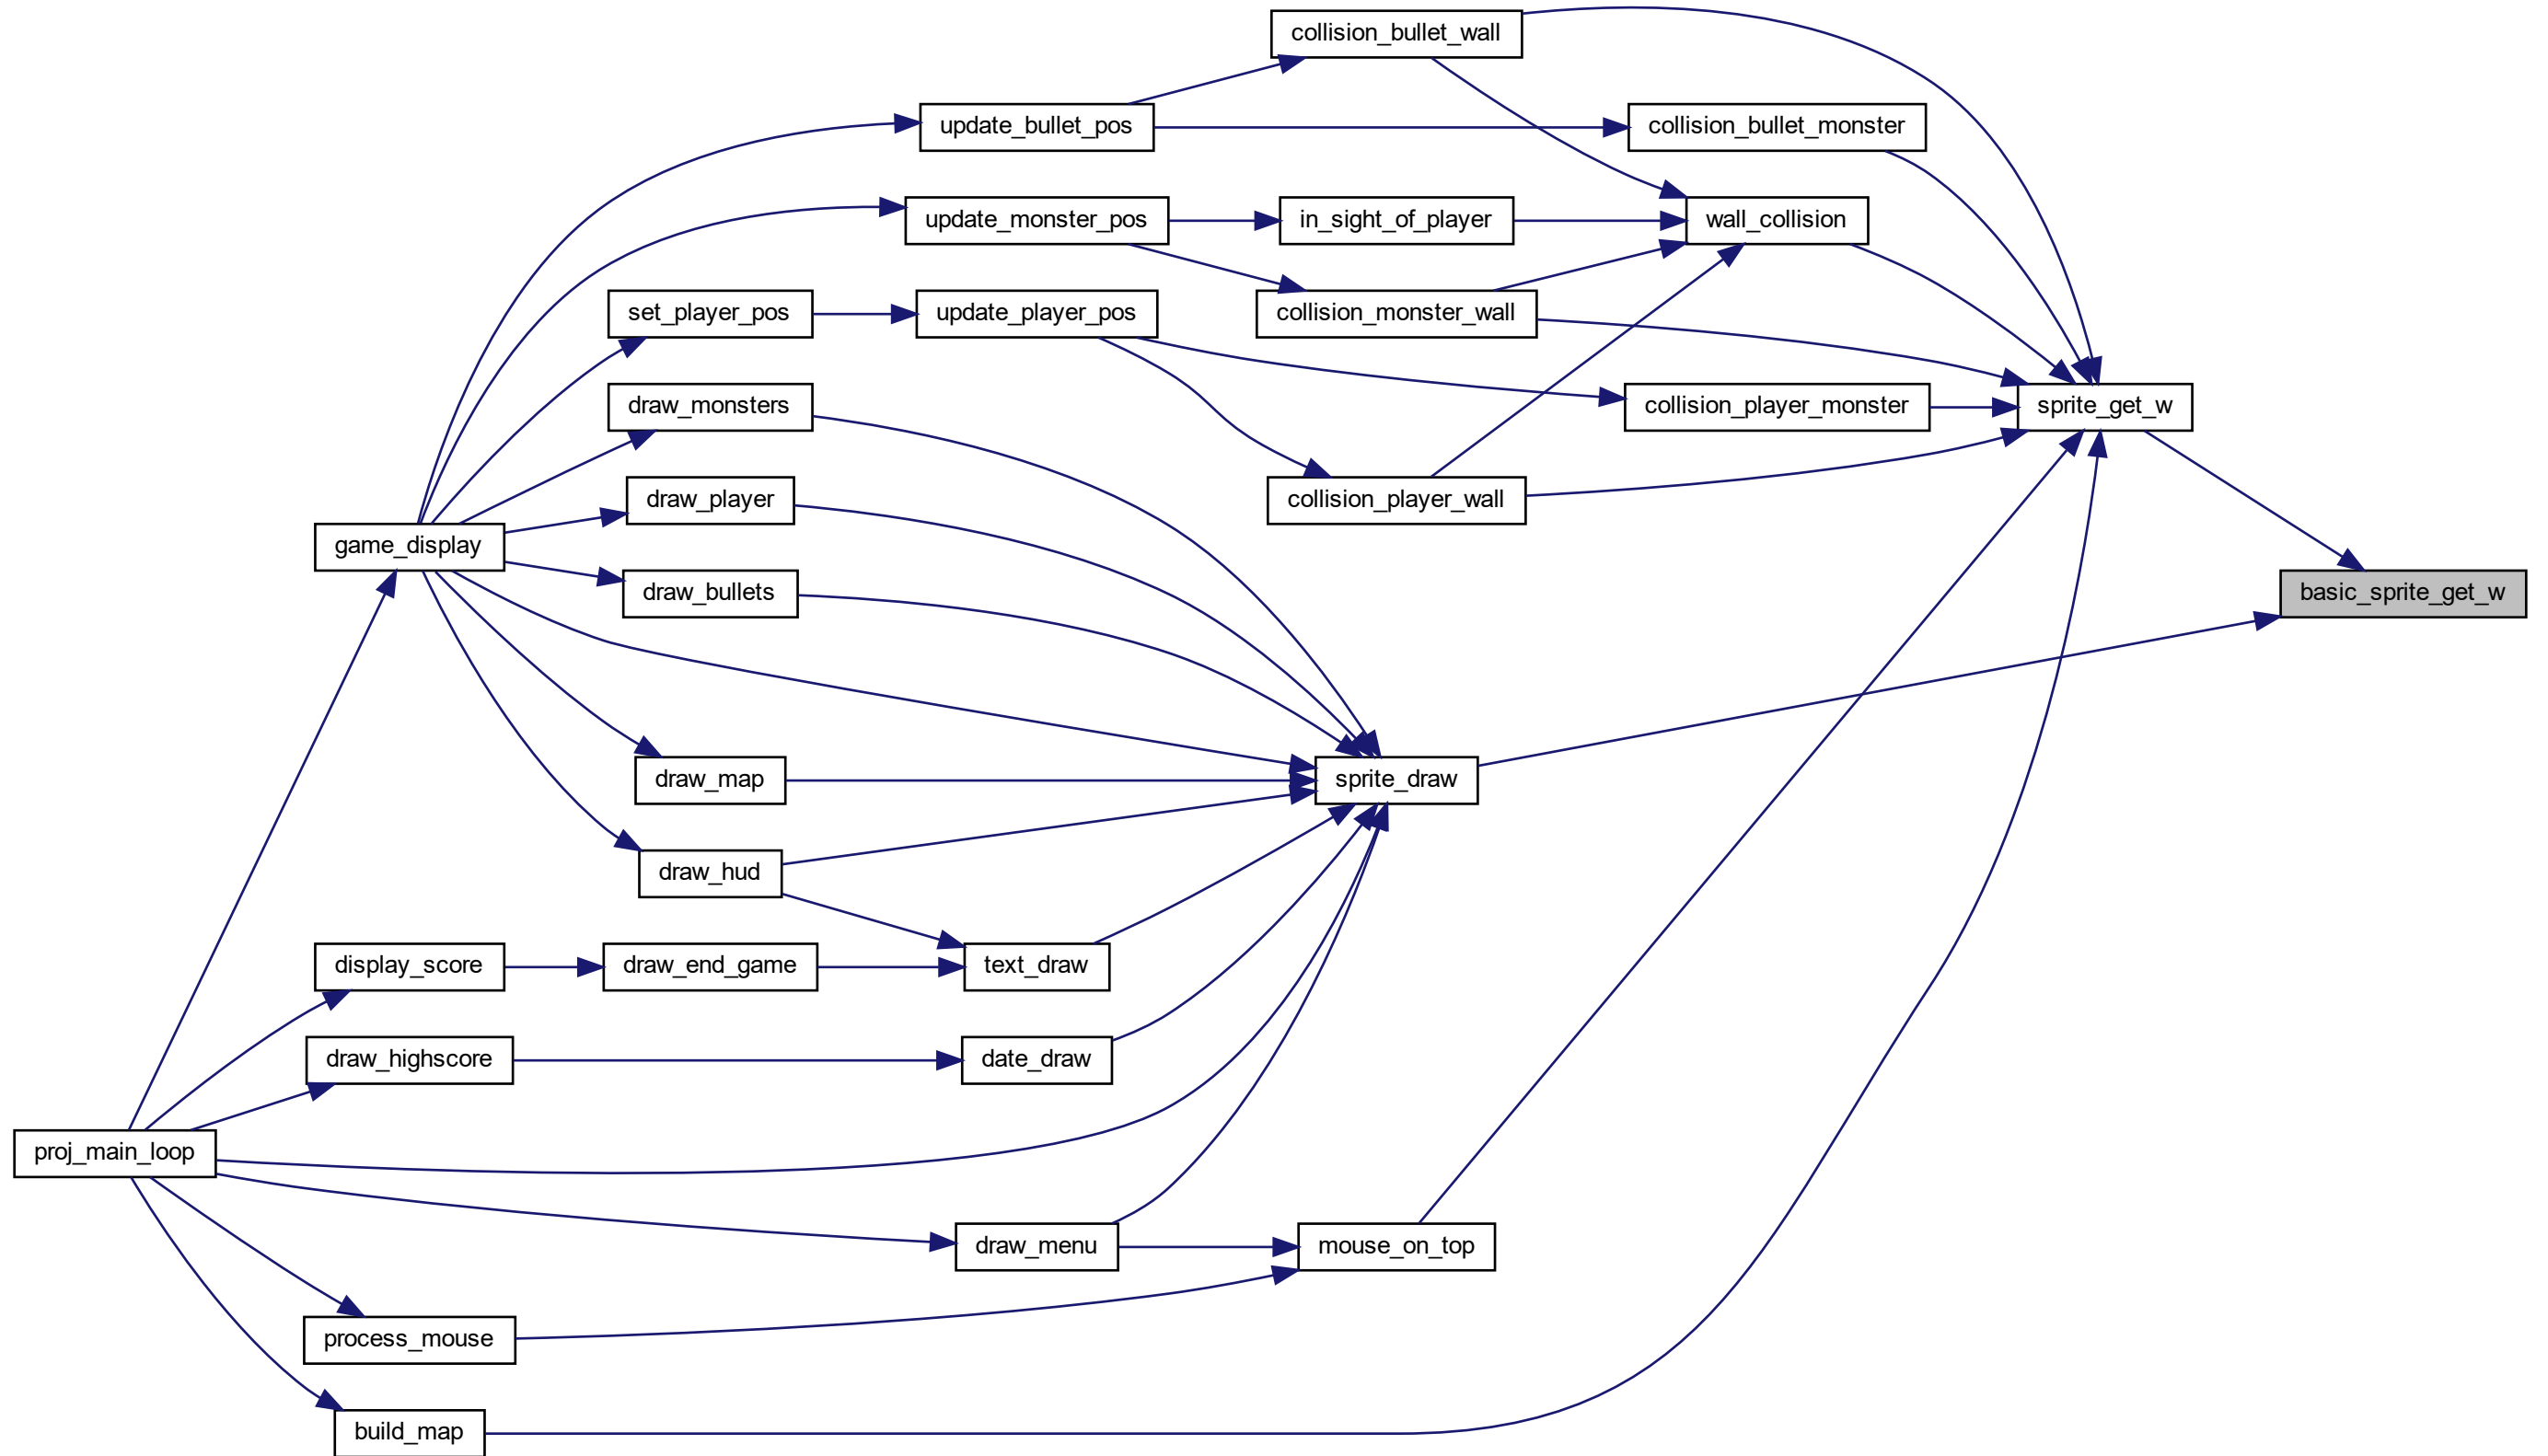 collision_bullet_wall
update_bullet_pos
collision_bullet_monster
update_monster_pos
in_sight_of_player
wall_collision
set_player_pos
update_player_pos
collision_monster_wall
draw_monsters
collision_player_monster
sprite_get_w
draw_player
collision_player_wall
game_display
draw_bullets
basic_sprite_get_w
draw_map
sprite_draw
draw_hud
display_score
draw_end_game
text_draw
draw_highscore
date_draw
proj_main_loop
draw_menu
mouse_on_top
process_mouse
build_map